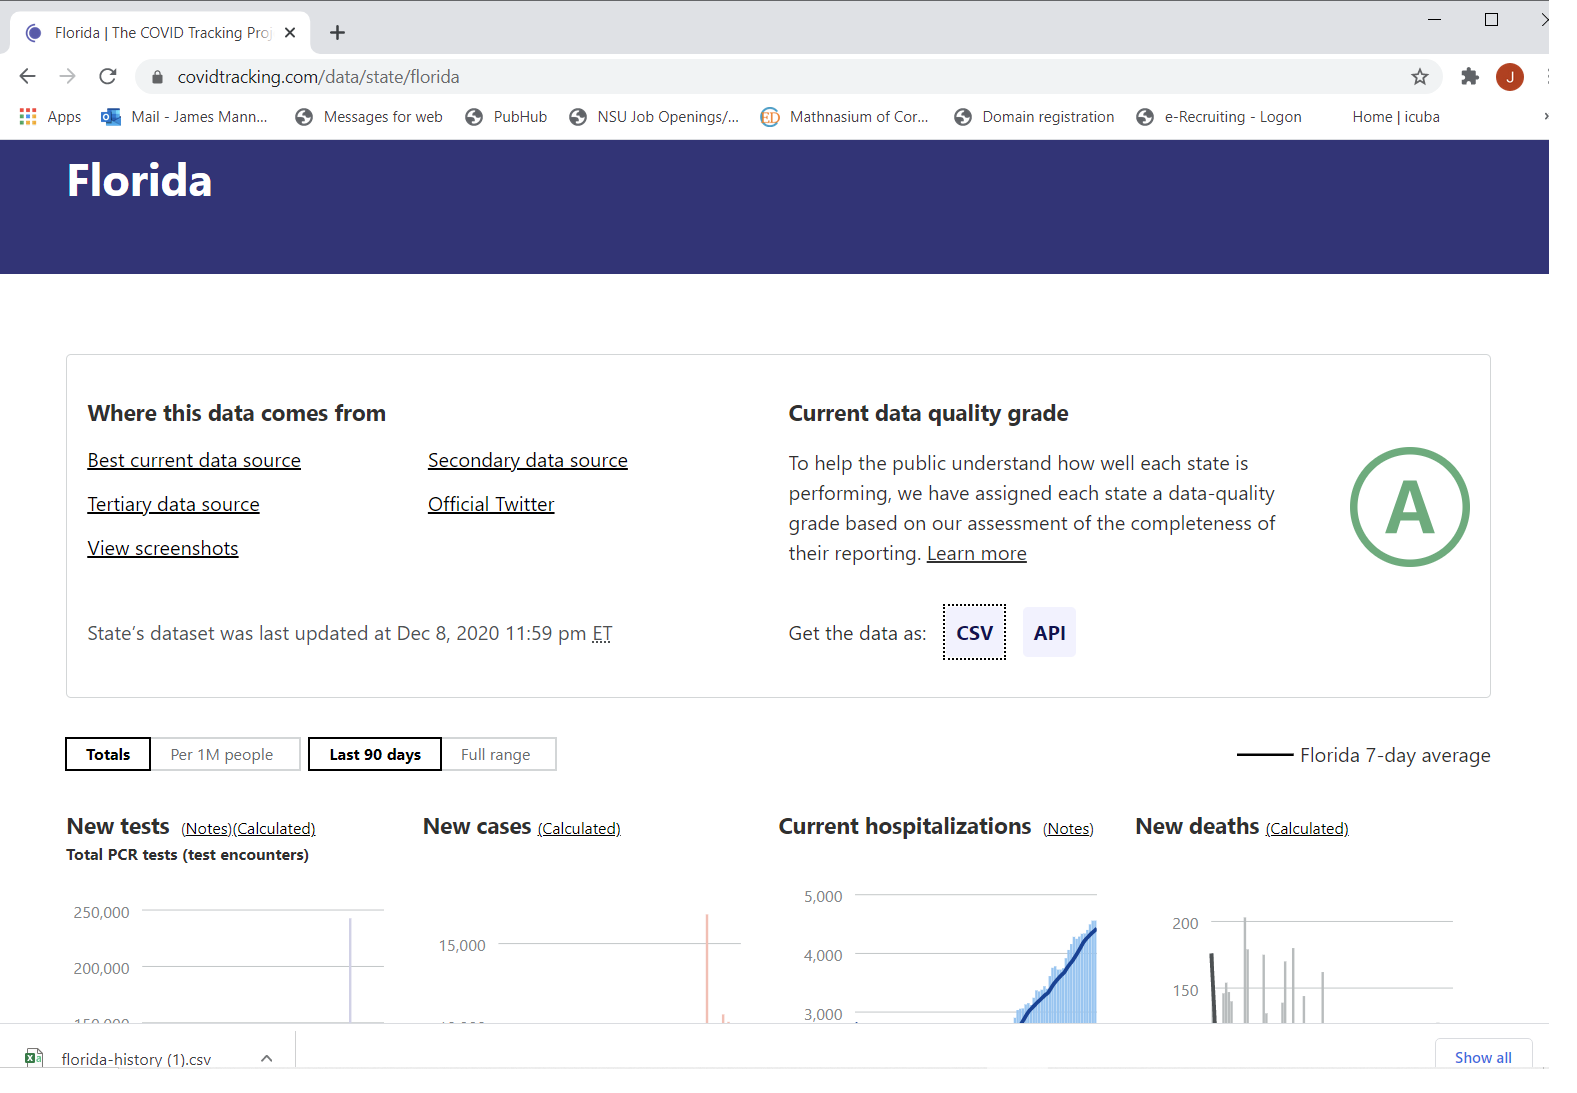 Florida | The COVID Tracking Proj
covidtracking.com/data/state/florida
J
Apps
Mail - James Mann...
Messages for web
PubHub
NSU Job Openings/...
Mathnasium of Cor...
Domain registration
e-Recruiting - Logon
Home | icuba
Florida
Where this data comes from
Best current data source
Secondary data source
Tertiary data source
Official Twitter
View screenshots
State’s dataset was last updated at Dec 8, 2020 11:59 pm ET
Current data quality grade
To help the public understand how well each state is
performing, we have assigned each state a data-quality
grade based on our assessment of the completeness of
their reporting. Learn more
A
Get the data as: CSV API
Totals Per 1M people Last 90 days Full range
Florida 7-day average
New tests (Notes)(Calculated)
Total PCR tests (test encounters)
250,000
200,000
150,000
New cases (Calculated)
15,000
Current hospitalizations (Notes)
5,000
4,000
3,000
New deaths (Calculated)
200
150
florida-history (1).csv
Show all